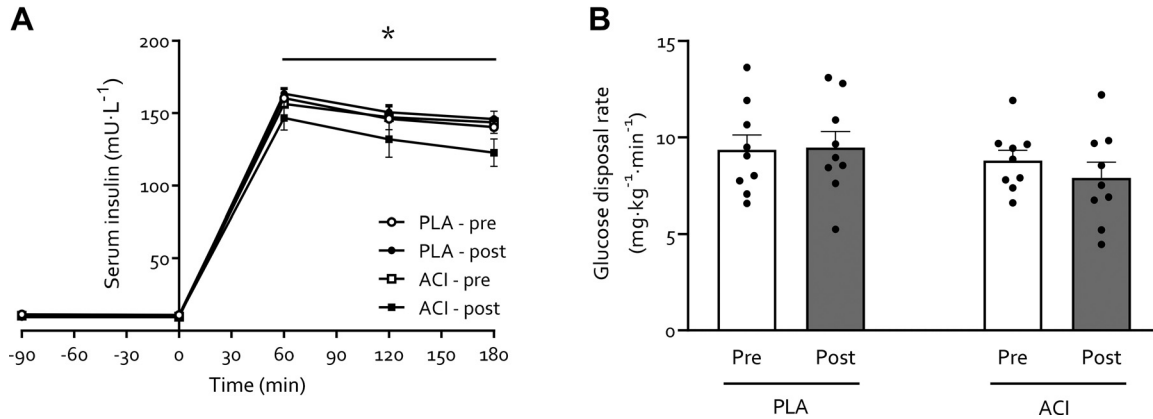 A
*
Serum insulin (mU·L⁻¹)
200
150
100
50
-90 -60 -30 0 30 60 90 120 150 180
Time (min)
PLA - pre
PLA - post
ACI - pre
ACI - post
B
Glucose disposal rate
(mg·kg⁻¹·min⁻¹)
15
10
5
0
Pre Post Pre Post
PLA ACI